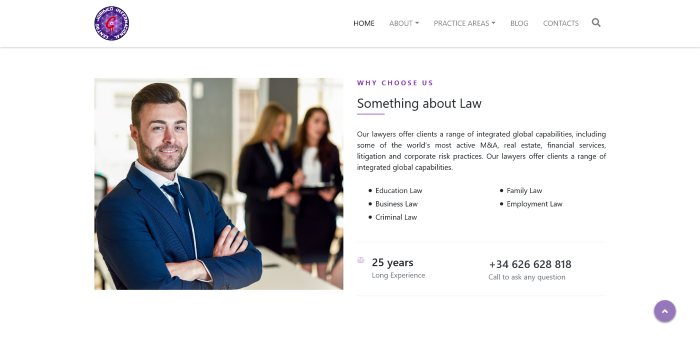 HOME ABOUT PRACTICE AREAS BLOG CONTACTS
WHY CHOOSE US
Something about Law
Our lawyers offer clients a range of integrated global capabilities, including
some of the world's most active M&A, real estate, financial services,
litigation and corporate risk practices. Our lawyers offer clients a range of
integrated global capabilities.
Education Law
Family Law
Business Law
Employment Law
Criminal Law
25 years
Long Experience
+34 626 628 818
Call to ask any question